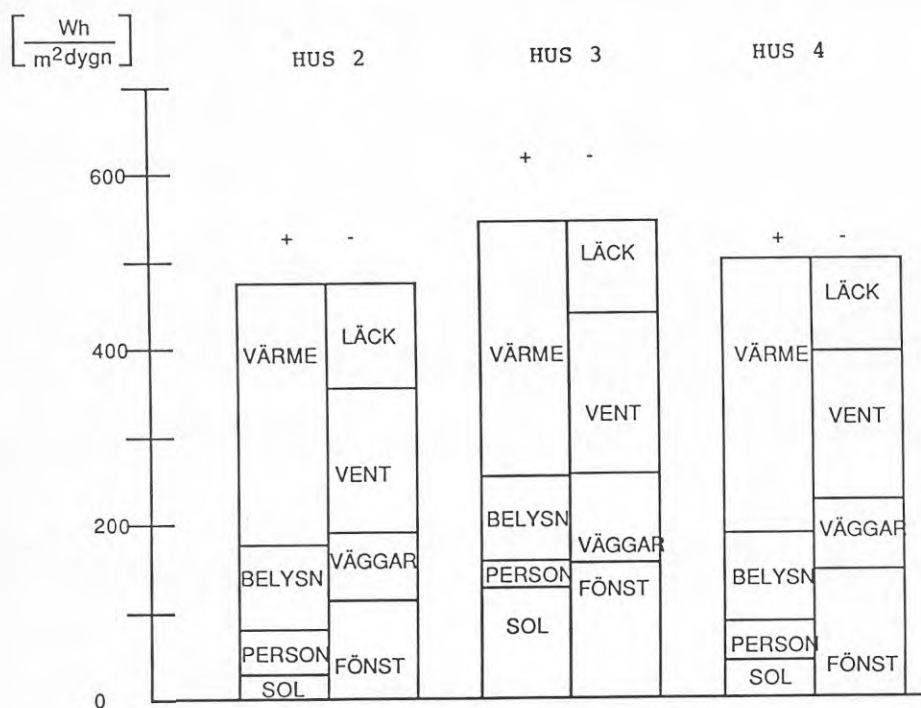 [Wh / m²dygn]
HUS 2 HUS 3 HUS 4
+ - + - + -
600
400
200
0
VÄRME
BELYSN
PERSON
SOL
LÄCK
VENT
VÄGGAR
FÖNST
VÄRME
BELYSN
PERSON
SOL
LÄCK
VENT
VÄGGAR
FÖNST
VÄRME
BELYSN
PERSON
SOL
LÄCK
VENT
VÄGGAR
FÖNST